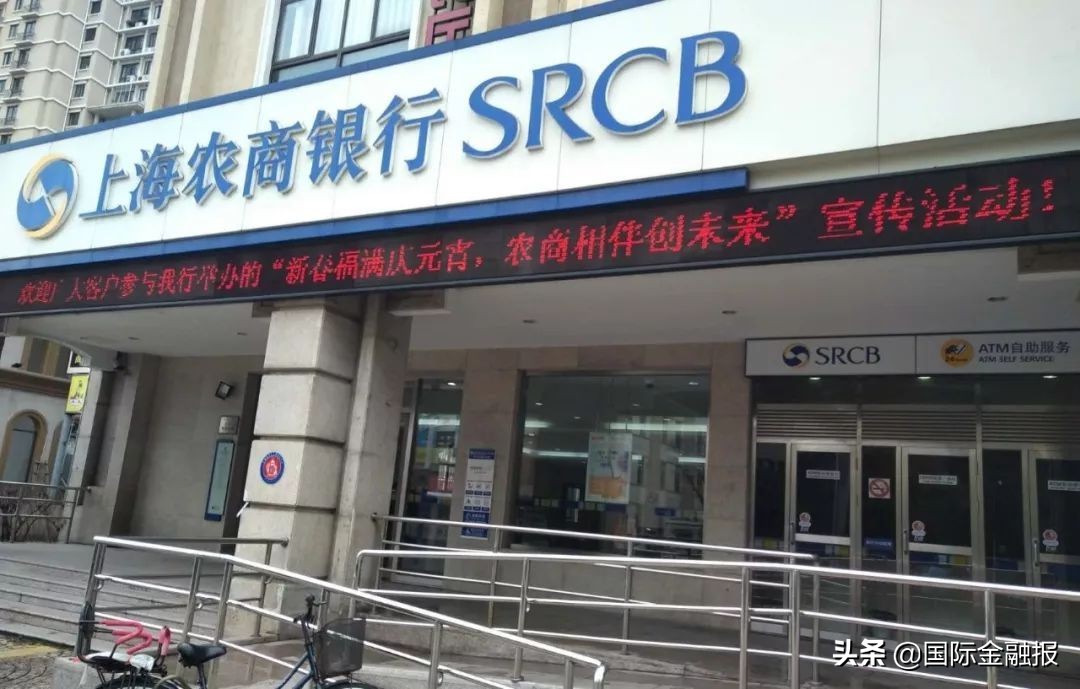 上海农商银行 SRCB
欢迎广大客户参与我行举办的“新春福满庆元宵，农商相伴创未来”宣传活动！
SRCB
ATM自助服务
ATM SELF SERVICE
头条 @国际金融报